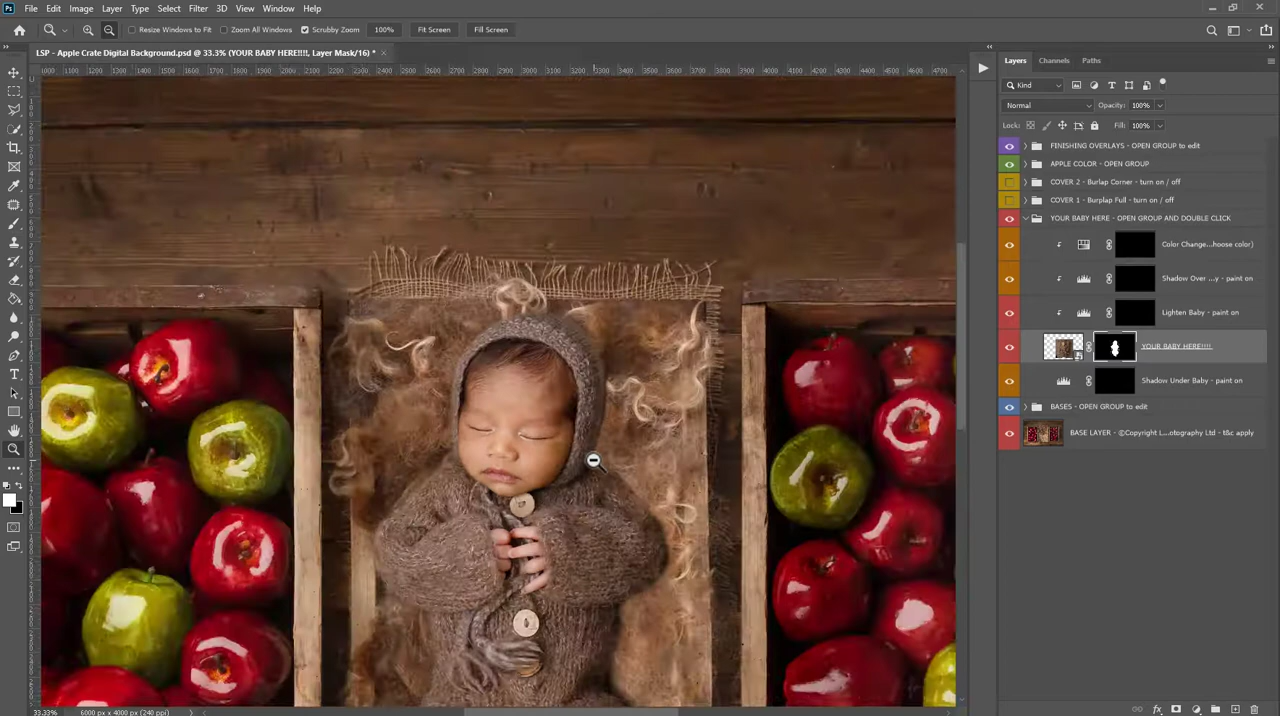 File Edit Image Layer Type Select Filter 3D View Window Help
Resize Windows to Fit Zoom All Windows Scrubby Zoom 100% Fit Screen Fill Screen
LSP - Apple Crate Digital Background.psd @ 33.3% (YOUR BABY HERE!!!!, Layer Mask/16) *
Layers Channels Paths
Kind
Normal Opacity: 100%
Lock: Fill: 100%
FINISHING OVERLAYS - OPEN GROUP to edit
APPLE COLOR - OPEN GROUP
COVER 2 - Burlap Corner - turn on / off
COVER 1 - Burplap Full - turn on / off
YOUR BABY HERE - OPEN GROUP AND DOUBLE CLICK
Color Change...hoose color)
Shadow Over ...y - paint on
Lighten Baby - paint on
YOUR BABY HERE!!!!
Shadow Under Baby - paint on
BASES - OPEN GROUP to edit
BASE LAYER - ©Copyright L...otography Ltd - t&c apply
33.33% 6000 px x 4000 px (240 ppi)